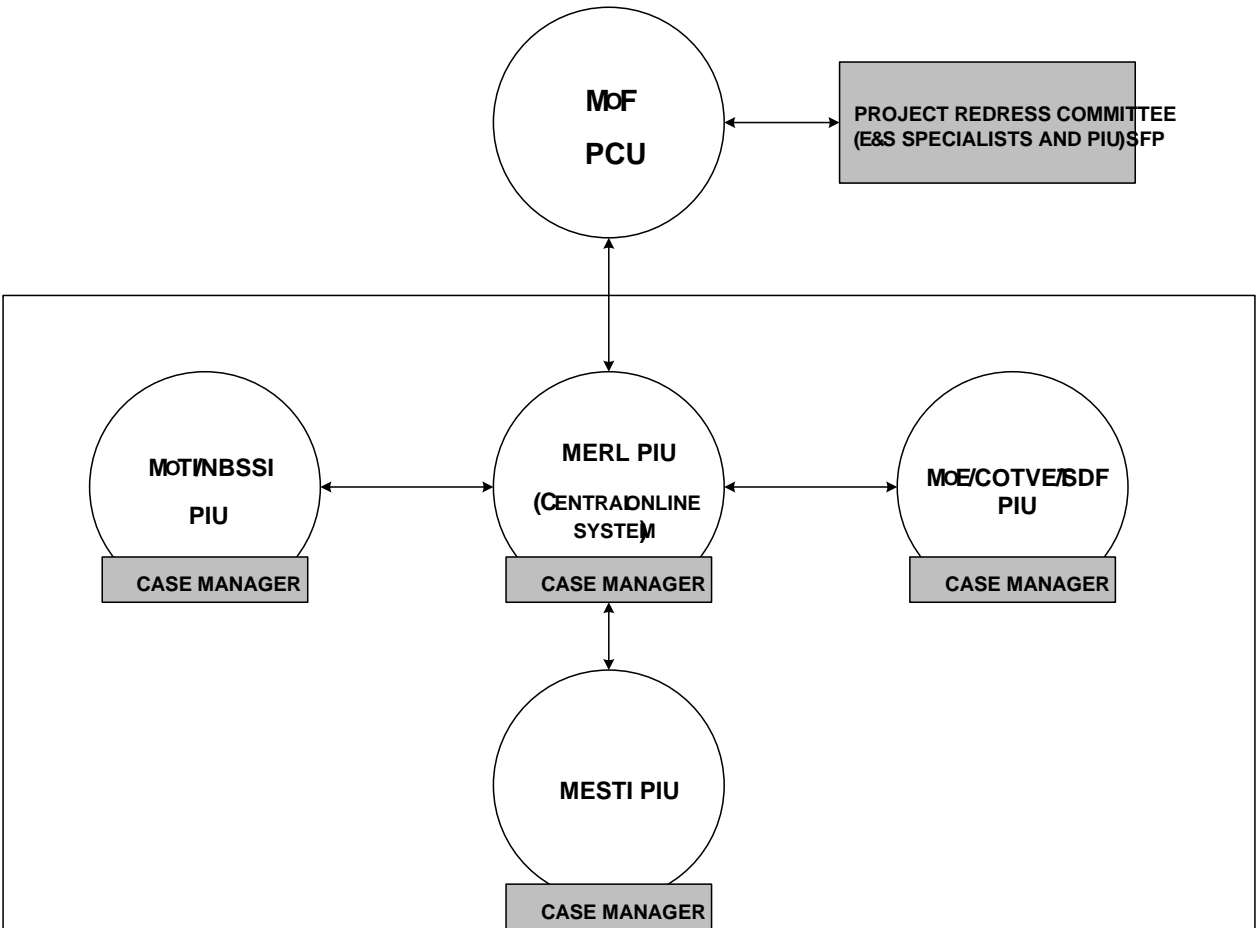 MoF
PCU
PROJECT REDRESS COMMITTEE
(E&S SPECIALISTS AND PIU)SFP
MoTI/NBSSI
PIU
CASE MANAGER
MERL PIU
(CENTRAL ONLINE
SYSTEM)
CASE MANAGER
MoE/COTVET/SDF
PIU
CASE MANAGER
MESTI PIU
CASE MANAGER